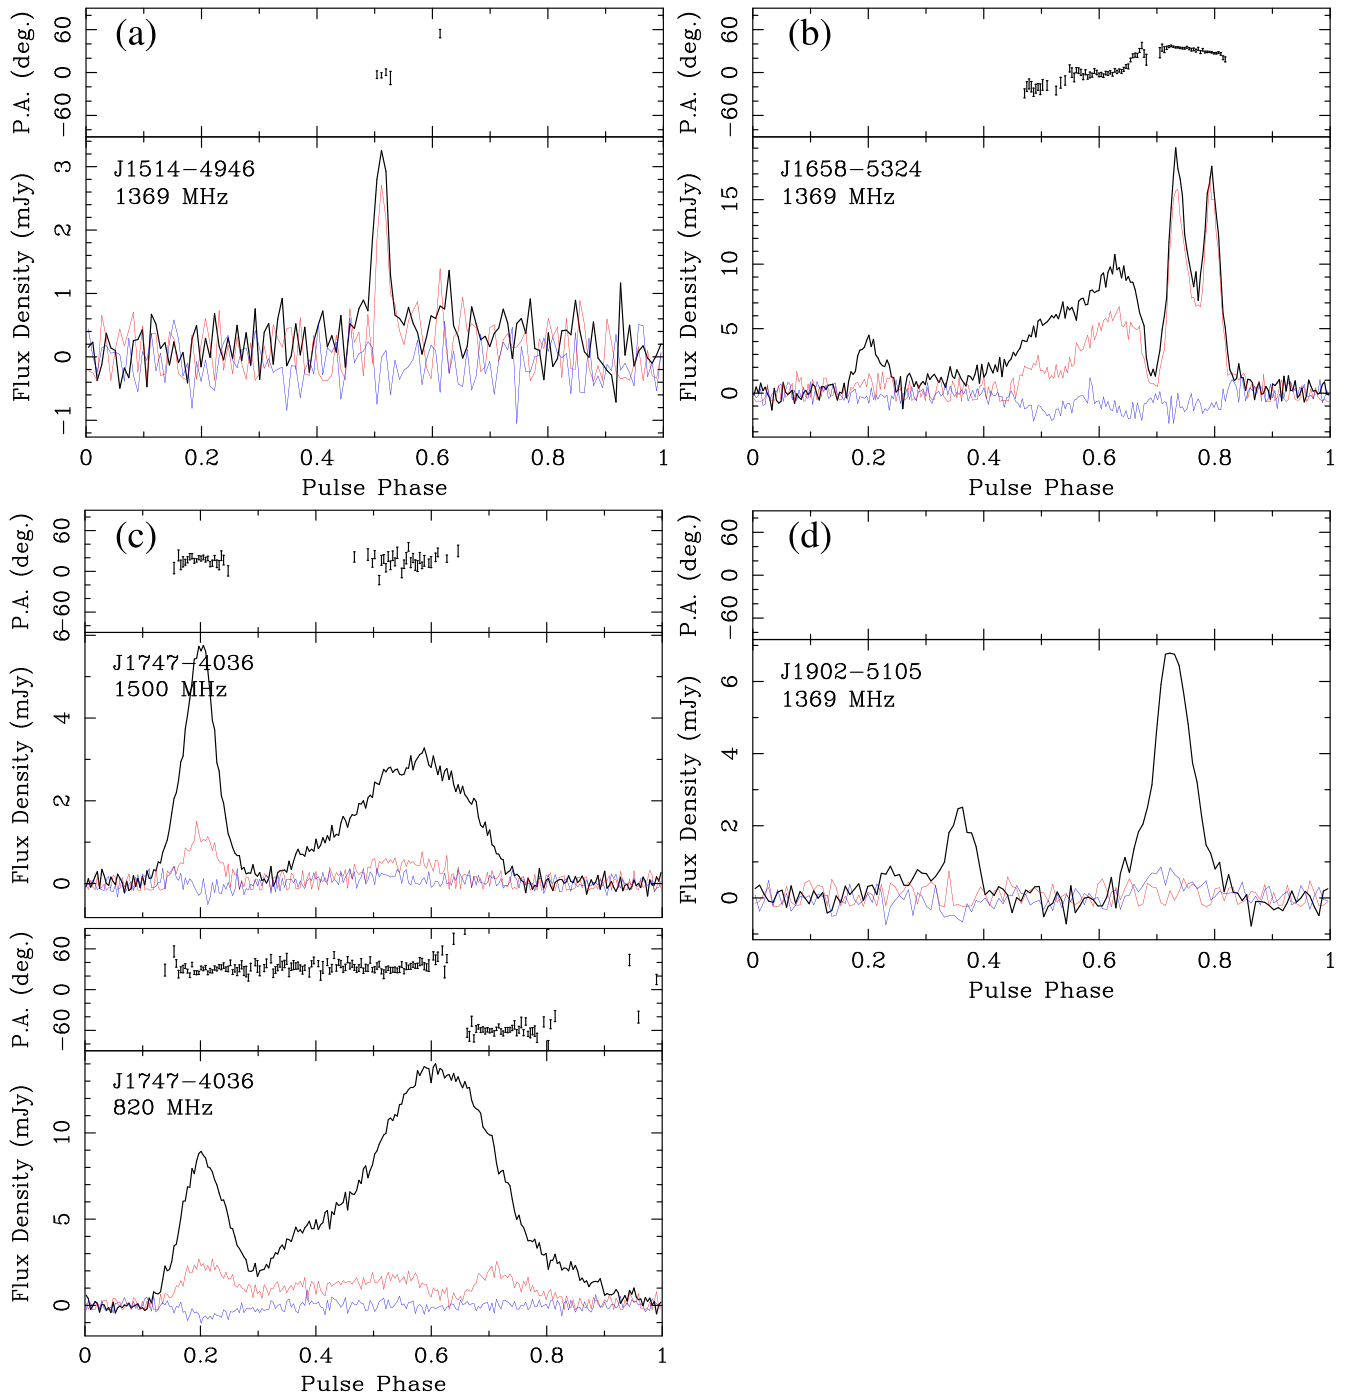 (a)
P.A. (deg.)
60
0
−60
J1514−4946
1369 MHz
Flux Density (mJy)
3
2
1
0
−1
0 0.2 0.4 0.6 0.8 1
Pulse Phase
(b)
P.A. (deg.)
60
0
−60
J1658−5324
1369 MHz
Flux Density (mJy)
15
10
5
0
0 0.2 0.4 0.6 0.8 1
Pulse Phase
(c)
P.A. (deg.)
60
0
−60
J1747−4036
1500 MHz
Flux Density (mJy)
6
4
2
0
P.A. (deg.)
60
0
−60
J1747−4036
820 MHz
Flux Density (mJy)
10
5
0
0 0.2 0.4 0.6 0.8 1
Pulse Phase
(d)
P.A. (deg.)
60
0
−60
J1902−5105
1369 MHz
Flux Density (mJy)
6
4
2
0
0 0.2 0.4 0.6 0.8 1
Pulse Phase